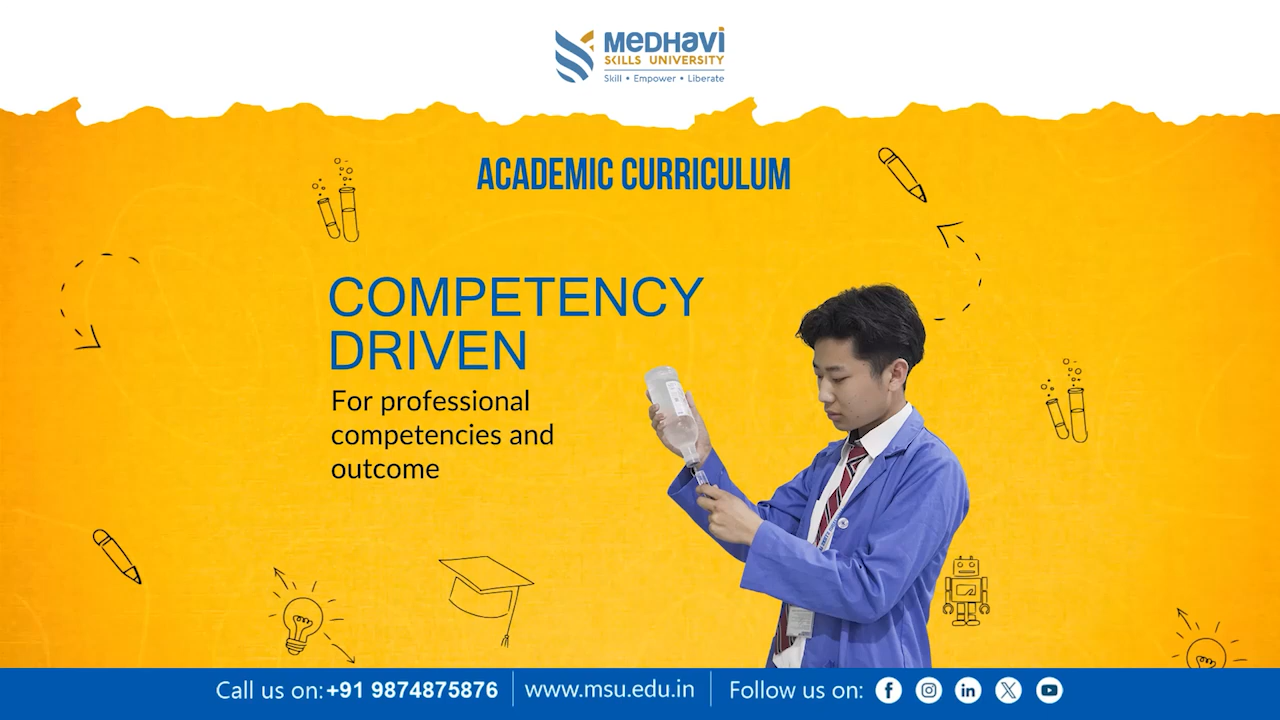 MEDHAVI
SKILLS UNIVERSITY
Skill • Empower • Liberate
ACADEMIC CURRICULUM
COMPETENCY
DRIVEN
For professional
competencies and
outcome
Call us on: +91 9874875876
www.msu.edu.in
Follow us on: